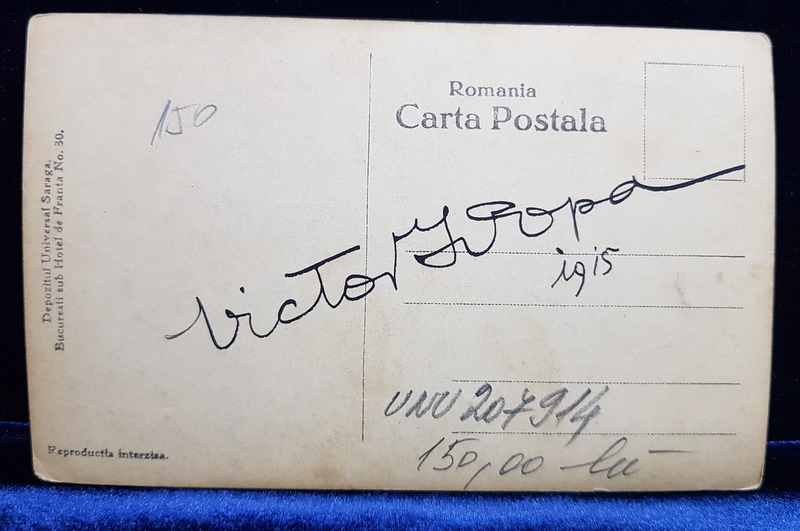 Depozitul Universal Saraga.
Bucuresti sub Hotel de Franta No. 30.
150
Romania
Carta Postala
Victor I Popa
1915
UNU 207914
150,00 lei
Reproductia interzisa.